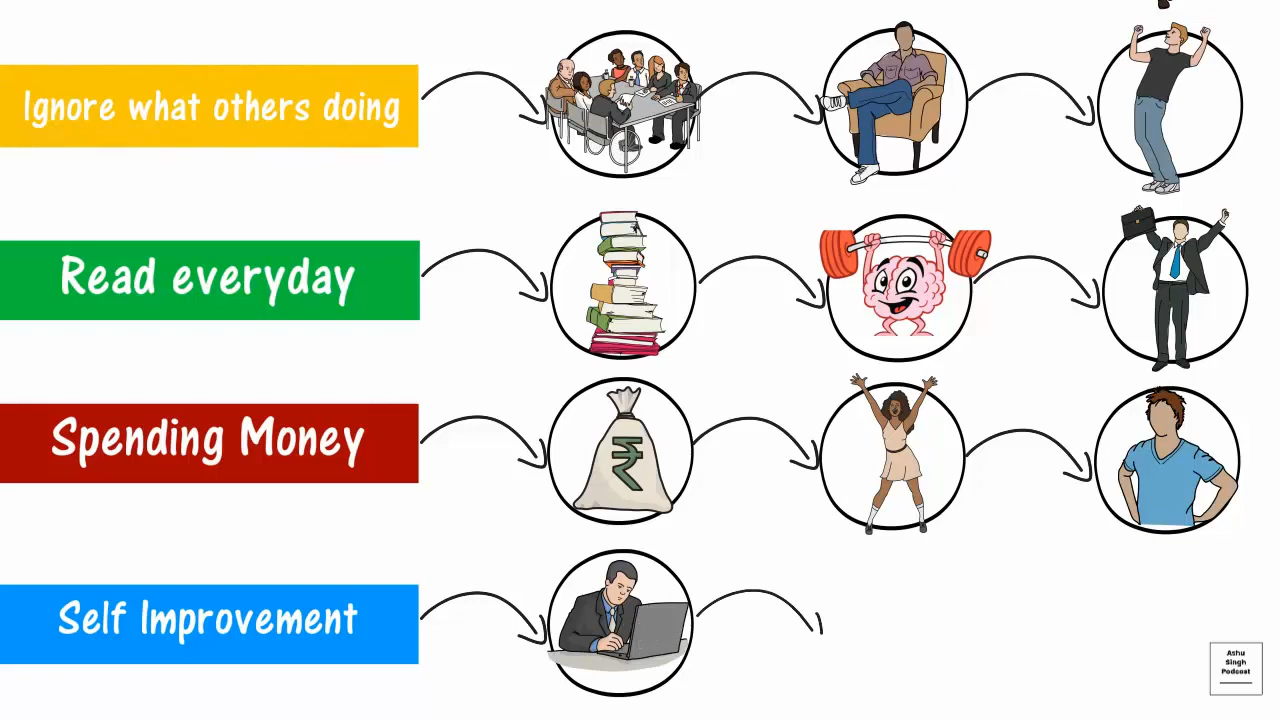 Ignore what others doing
Read everyday
Spending Money
₹
Self Improvement
Ashu
Singh
Podcast